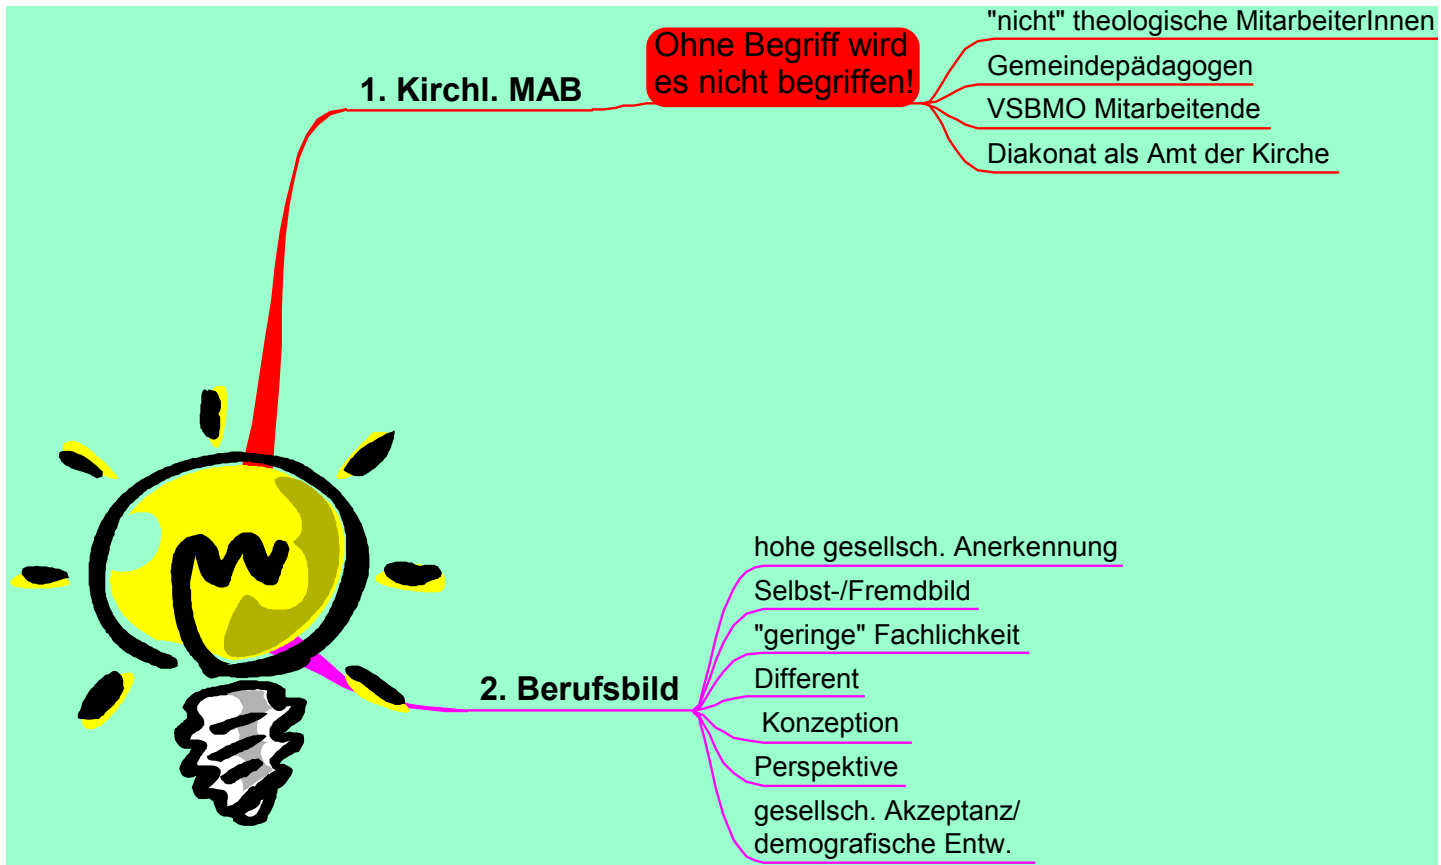 1. Kirchl. MAB
Ohne Begriff wird
es nicht begriffen!
"nicht" theologische MitarbeiterInnen
Gemeindepädagogen
VSBMO Mitarbeitende
Diakonat als Amt der Kirche
2. Berufsbild
hohe gesellsch. Anerkennung
Selbst-/Fremdbild
"geringe" Fachlichkeit
Different
Konzeption
Perspektive
gesellsch. Akzeptanz/
demografische Entw.